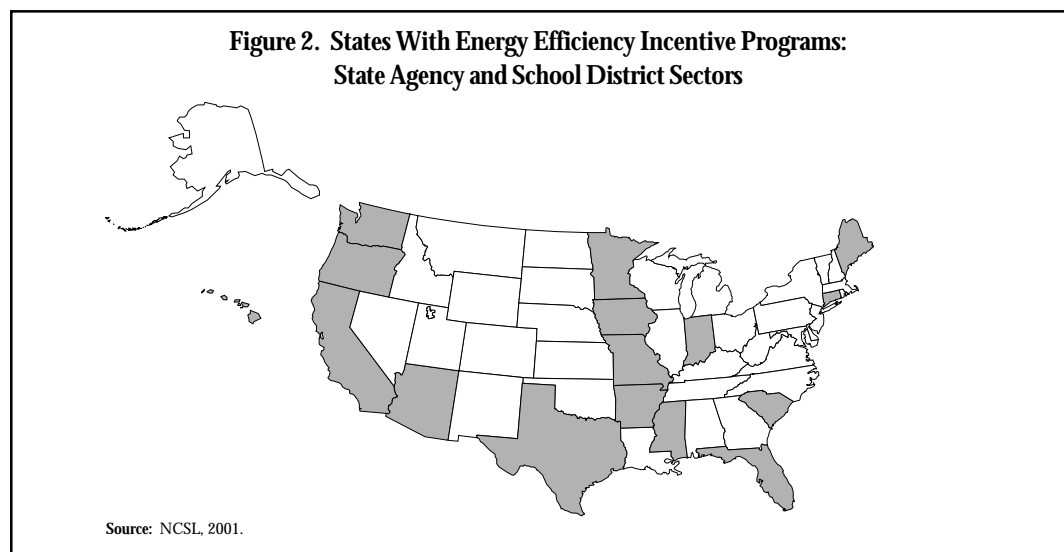 Figure 2. States With Energy Efficiency Incentive Programs:
State Agency and School District Sectors
Source: NCSL, 2001.